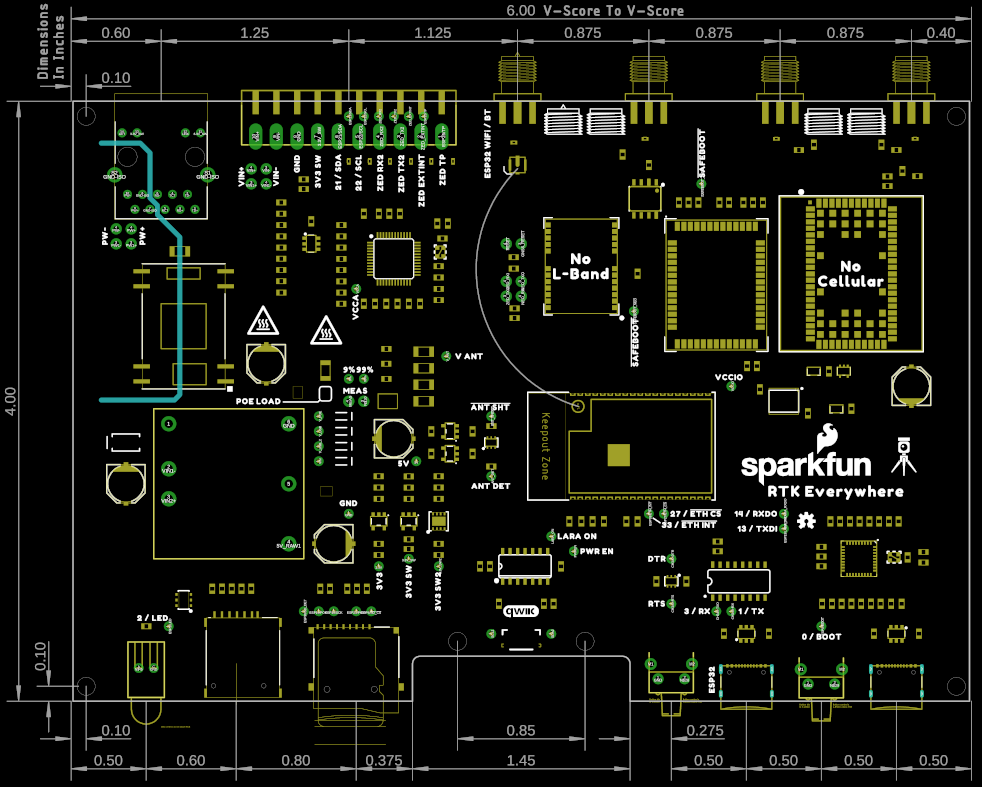 Dimensions
In Inches
6.00 V-Score To V-Score
0.60
1.25
1.125
0.875
0.875
0.875
0.40
0.10
4.00
GND-ISO
GND-ISO
PW-
PW+
VIN+
VIN-
GND
3V3 SW
21 / SDA
22 / SCL
ZED RX2
ZED TX2
ZED EXTINT
ZED TP
ESP32 WIFI / BT
SAFEBOOT
No
L-Band
No
Cellular
VCCA
SAFEBOOT
9%
99%
MEAS
V ANT
POE LOAD
VCCIO
ANT SHT
Keepout Zone
5V
ANT DET
GND
sparkfun
RTK Everywhere
27 / ETH CS
33 / ETH INT
14 / RXD0
13 / TXD1
LARA ON
PWR EN
3V3
3V3 SW
3V3 SW2
DTR
RTS
3 / RX
1 / TX
0 / BOOT
qwiic
2 / LED
ESP32
0.10
0.10
0.85
0.275
0.50
0.60
0.80
0.375
1.45
0.50
0.50
0.50
0.50